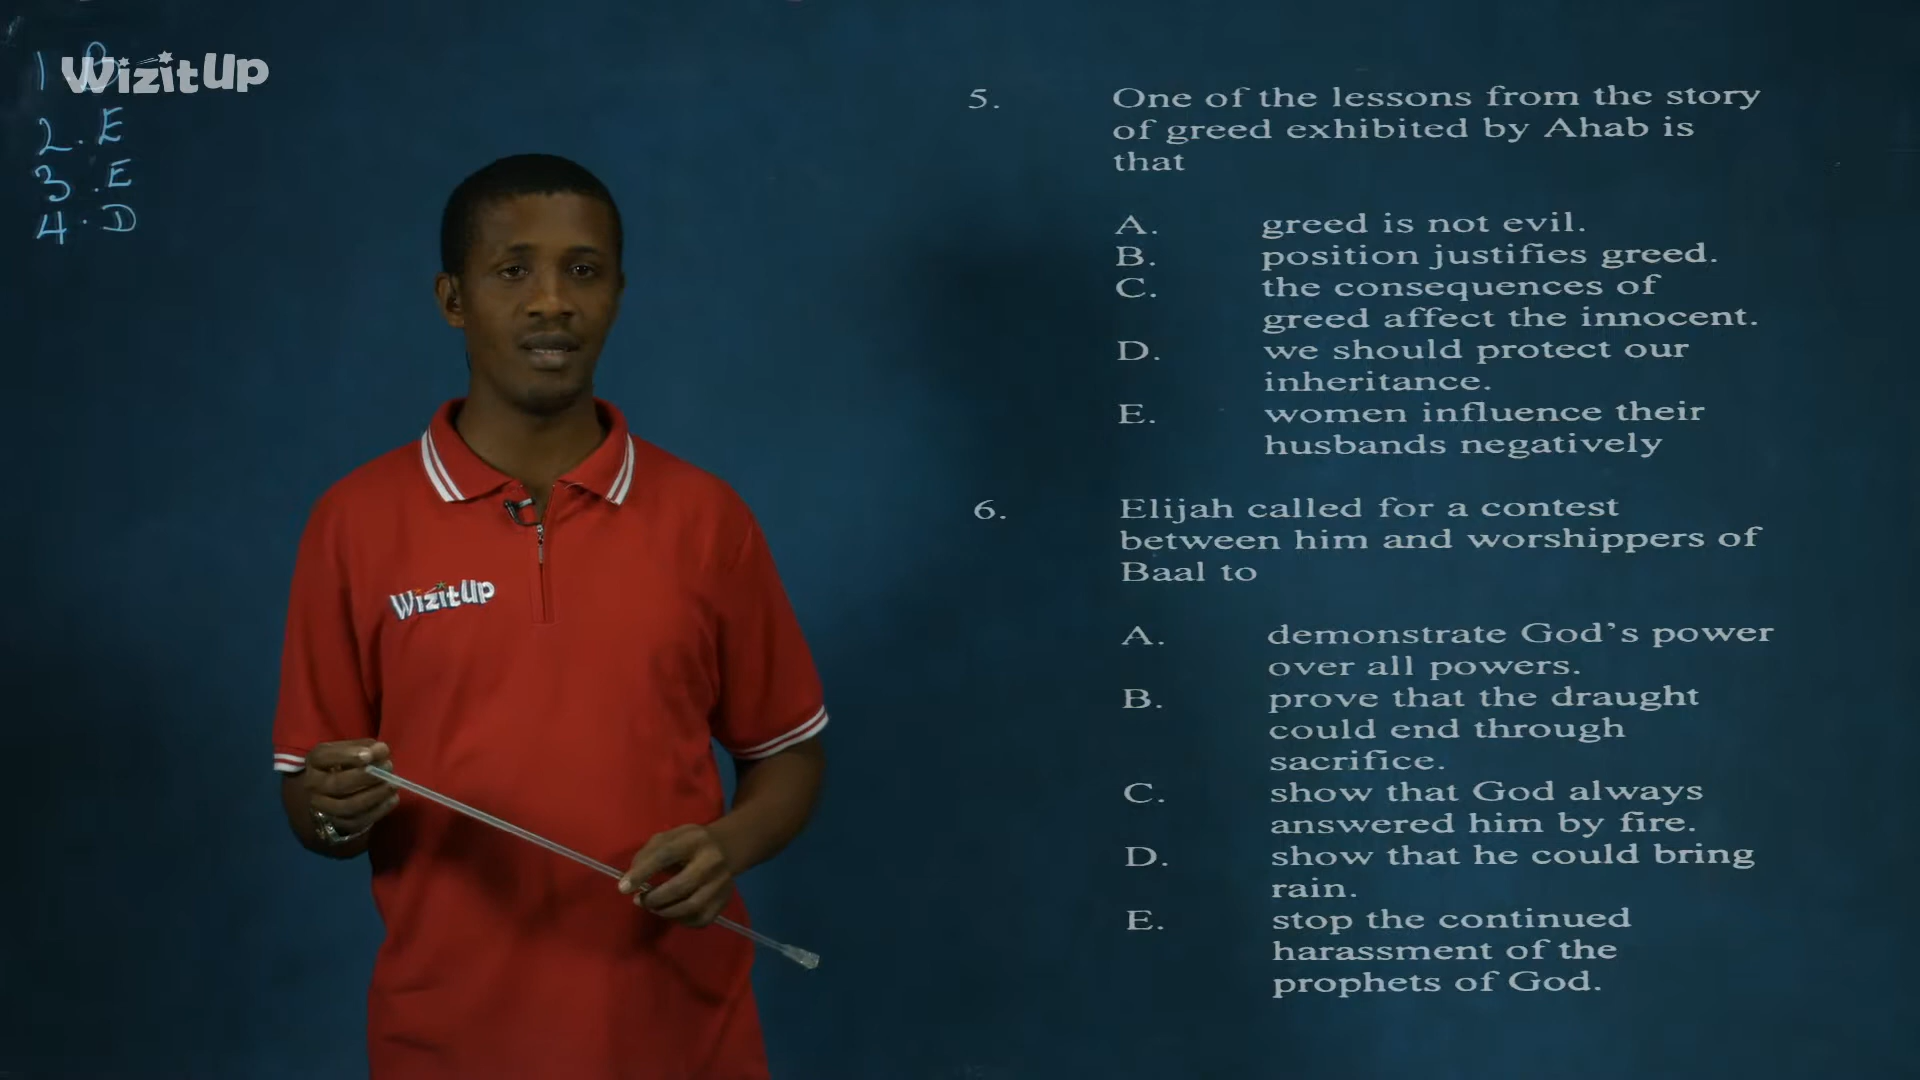 WizitUp
1 B
2. E
3. E
4. D
WizitUp
5. One of the lessons from the story
of greed exhibited by Ahab is
that
A. greed is not evil.
B. position justifies greed.
C. the consequences of
greed affect the innocent.
D. we should protect our
inheritance.
E. women influence their
husbands negatively
6. Elijah called for a contest
between him and worshippers of
Baal to
A. demonstrate God’s power
over all powers.
B. prove that the draught
could end through
sacrifice.
C. show that God always
answered him by fire.
D. show that he could bring
rain.
E. stop the continued
harassment of the
prophets of God.